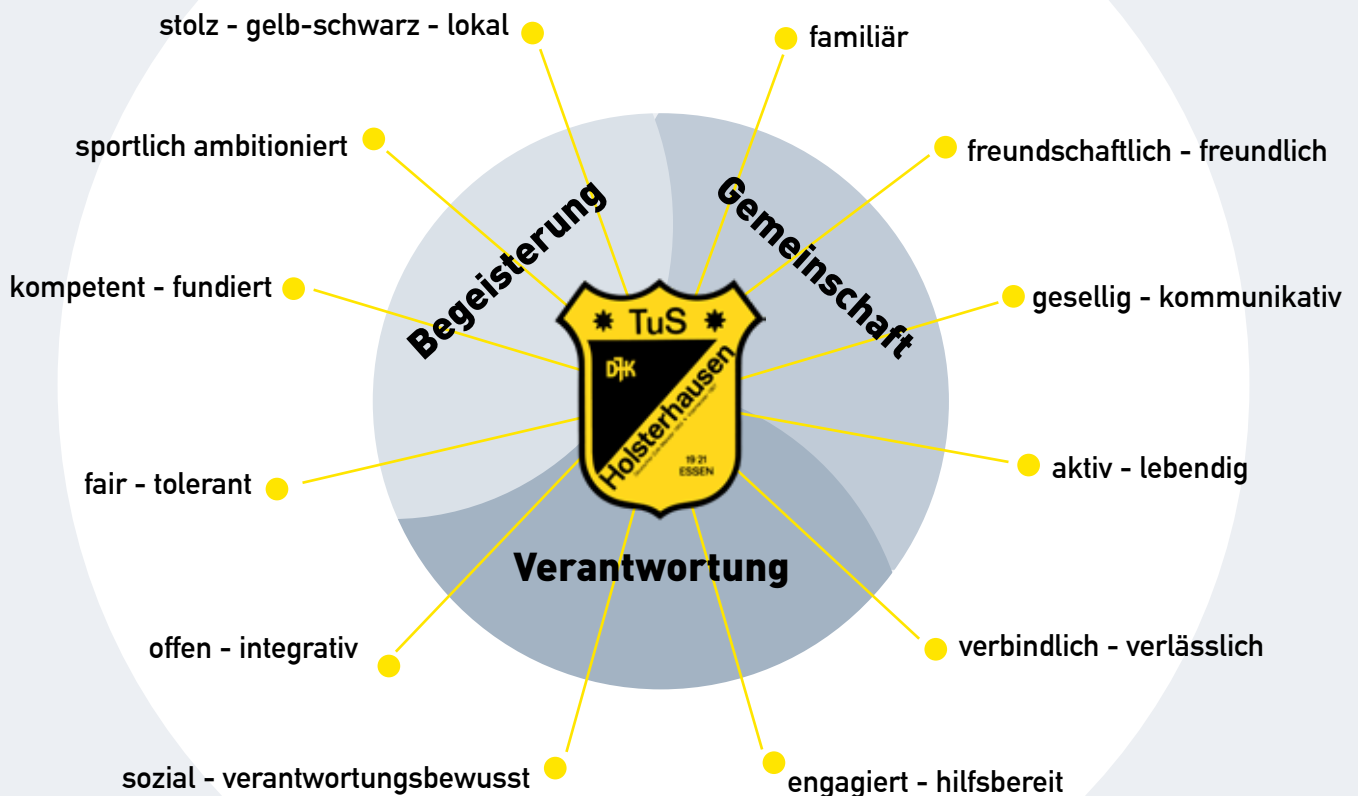 stolz - gelb-schwarz - lokal
familiär
sportlich ambitioniert
freundschaftlich - freundlich
Begeisterung
Gemeinschaft
kompetent - fundiert
gesellig - kommunikativ
TuS
DJK
Holsterhausen
19 21
ESSEN
fair - tolerant
aktiv - lebendig
Verantwortung
offen - integrativ
verbindlich - verlässlich
sozial - verantwortungsbewusst
engagiert - hilfsbereit